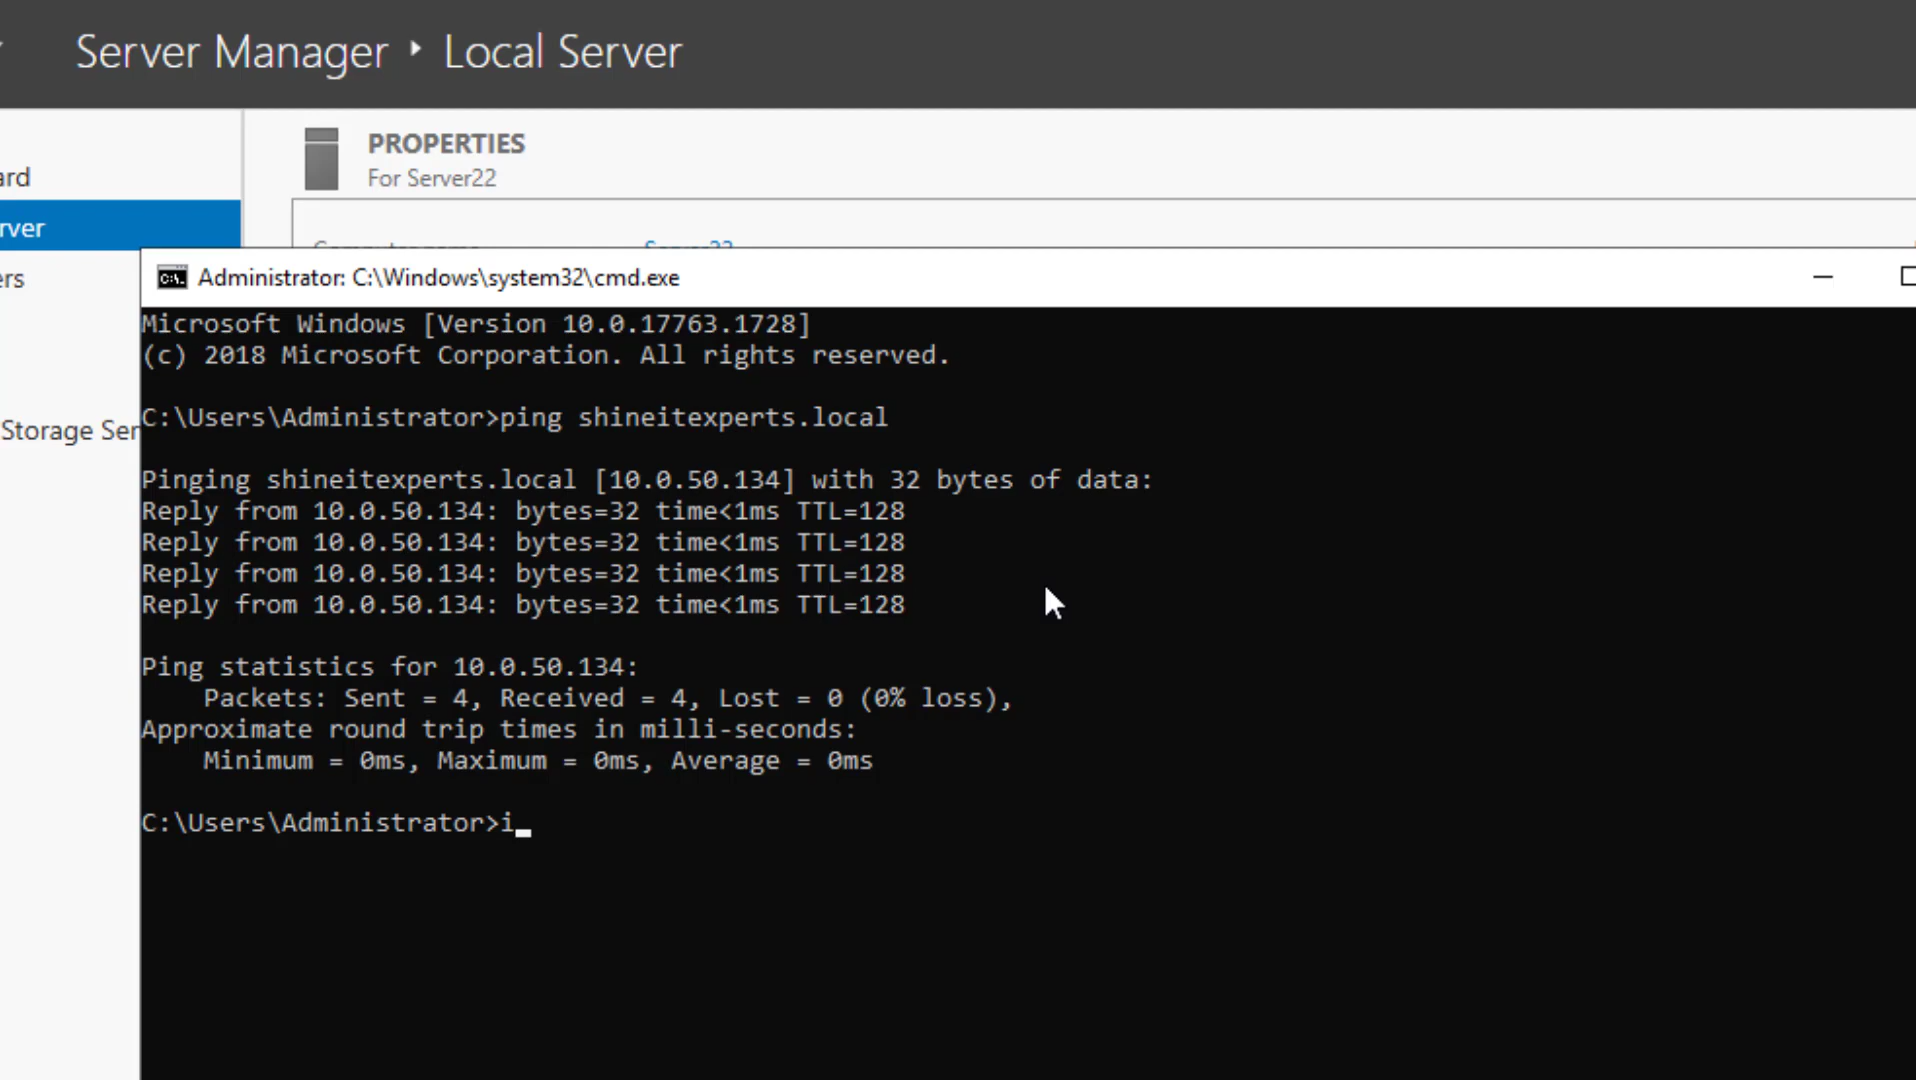 Server Manager ‣ Local Server
PROPERTIES
For Server22
ard
rver
ers
Storage Ser
Administrator: C:\Windows\system32\cmd.exe
Microsoft Windows [Version 10.0.17763.1728]
(c) 2018 Microsoft Corporation. All rights reserved.
C:\Users\Administrator>ping shineitexperts.local
Pinging shineitexperts.local [10.0.50.134] with 32 bytes of data:
Reply from 10.0.50.134: bytes=32 time<1ms TTL=128
Reply from 10.0.50.134: bytes=32 time<1ms TTL=128
Reply from 10.0.50.134: bytes=32 time<1ms TTL=128
Reply from 10.0.50.134: bytes=32 time<1ms TTL=128
Ping statistics for 10.0.50.134:
Packets: Sent = 4, Received = 4, Lost = 0 (0% loss),
Approximate round trip times in milli-seconds:
Minimum = 0ms, Maximum = 0ms, Average = 0ms
C:\Users\Administrator>i_